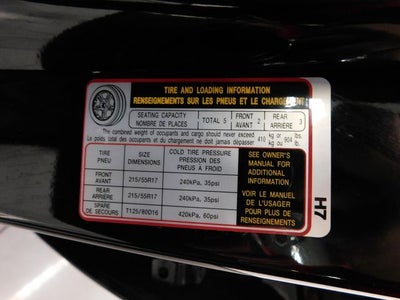 TIRE AND LOADING INFORMATION
RENSEIGNEMENTS SUR LES PNEUS ET LE CHARGEMENT
SEATING CAPACITY TOTAL 5 FRONT 2 REAR 3
NOMBRE DE PLACES AVANT ARRIÈRE
The combined weight of occupants and cargo should never exceed 410 kg or 904 lbs.
Le poids total des occupants et du chargement ne doit jamais dépasser kg ou lb.
TIRE SIZE COLD TIRE PRESSURE
PNEU DIMENSIONS PRESSION DES
PNEUS À FROID
FRONT
AVANT 215/55R17 240kPa, 35psi
REAR
ARRIÈRE 215/55R17 240kPa, 35psi
SPARE
DE SECOURS T125/80D16 420kPa, 60psi
SEE OWNER'S
MANUAL FOR
ADDITIONAL
INFORMATION
VOIR LE MANUEL
DE L'USAGER
POUR PLUS DE
RENSEIGNEMENTS
H7